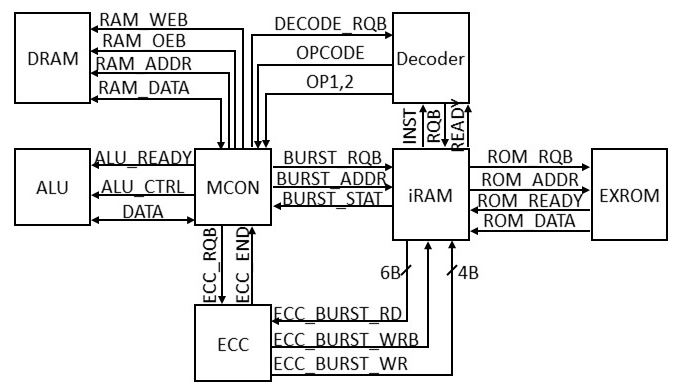 RAM_WEB
RAM_OEB
RAM_ADDR
RAM_DATA
DRAM
DECODE_RQB
OPCODE
OP1,2
Decoder
INST
RQB
READY
ALU
ALU_READY
ALU_CTRL
DATA
MCON
BURST_RQB
BURST_ADDR
BURST_STAT
iRAM
ROM_RQB
ROM_ADDR
ROM_READY
ROM_DATA
EXROM
ECC_RQB
ECC_END
6B
4B
ECC
ECC_BURST_RD
ECC_BURST_WRB
ECC_BURST_WR